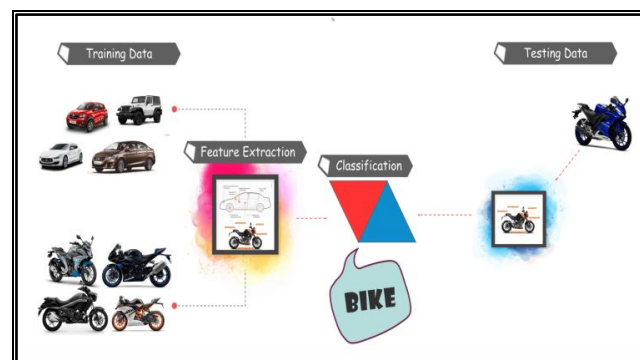 Training Data
Testing Data
Feature Extraction
Classification
BIKE